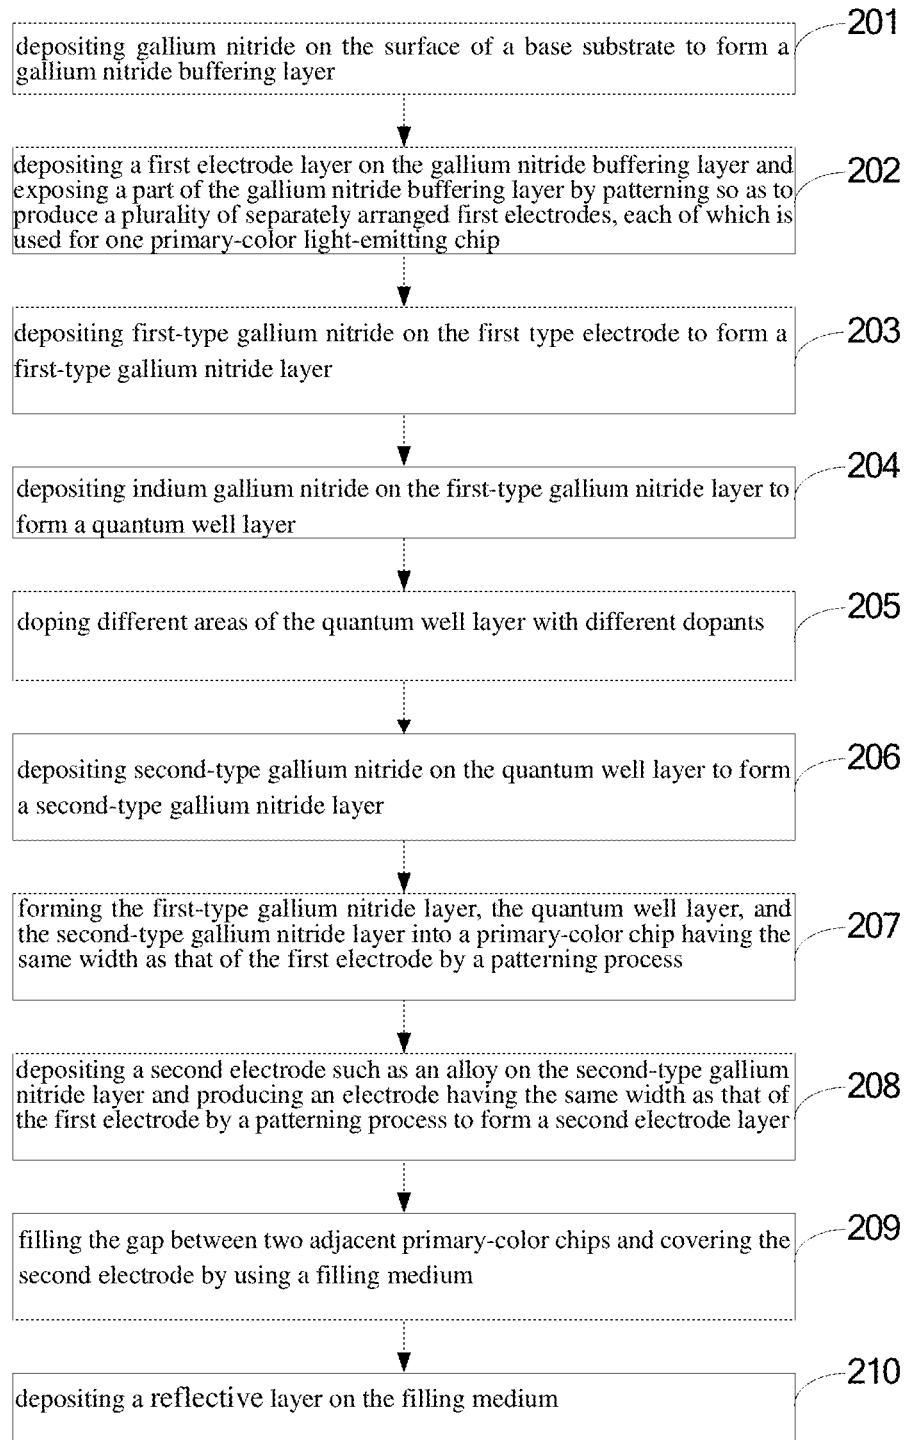 201
depositing gallium nitride on the surface of a base substrate to form a
gallium nitride buffering layer
202
depositing a first electrode layer on the gallium nitride buffering layer and
exposing a part of the gallium nitride buffering layer by patterning so as to
produce a plurality of separately arranged first electrodes, each of which is
used for one primary-color light-emitting chip
203
depositing first-type gallium nitride on the first type electrode to form a
first-type gallium nitride layer
204
depositing indium gallium nitride on the first-type gallium nitride layer to
form a quantum well layer
205
doping different areas of the quantum well layer with different dopants
206
depositing second-type gallium nitride on the quantum well layer to form
a second-type gallium nitride layer
207
forming the first-type gallium nitride layer, the quantum well layer, and
the second-type gallium nitride layer into a primary-color chip having the
same width as that of the first electrode by a patterning process
208
depositing a second electrode such as an alloy on the second-type gallium
nitride layer and producing an electrode having the same width as that of
the first electrode by a patterning process to form a second electrode layer
209
filling the gap between two adjacent primary-color chips and covering the
second electrode by using a filling medium
210
depositing a reflective layer on the filling medium